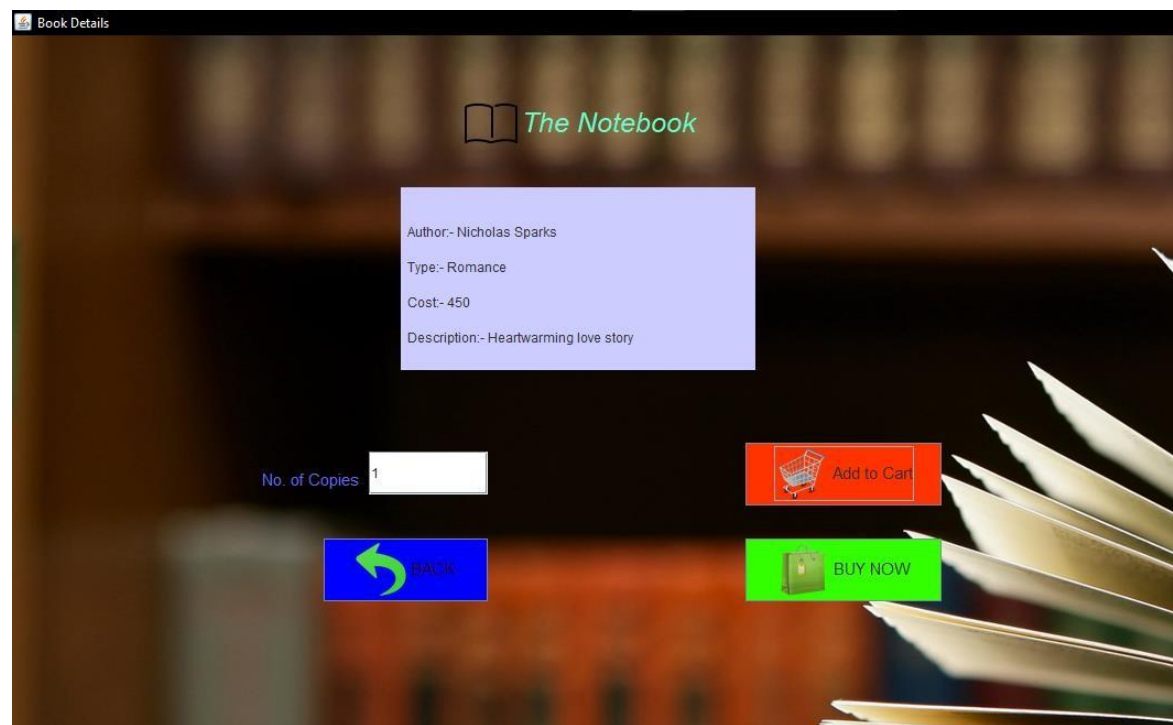 Book Details
The Notebook
Author:- Nicholas Sparks
Type:- Romance
Cost:- 450
Description:- Heartwarming love story
No. of Copies 1
Add to Cart
BACK
BUY NOW